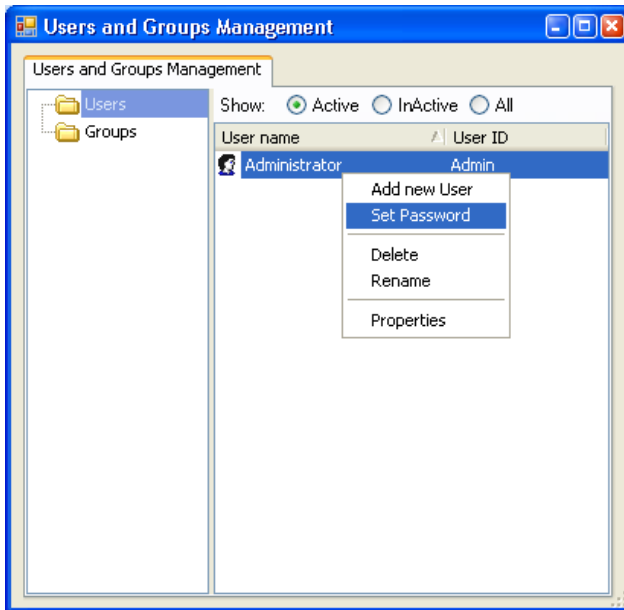 Users and Groups Management
Users and Groups Management
Users
Groups
Show: Active InActive All
User name User ID
Administrator Admin
Add new User
Set Password
Delete
Rename
Properties